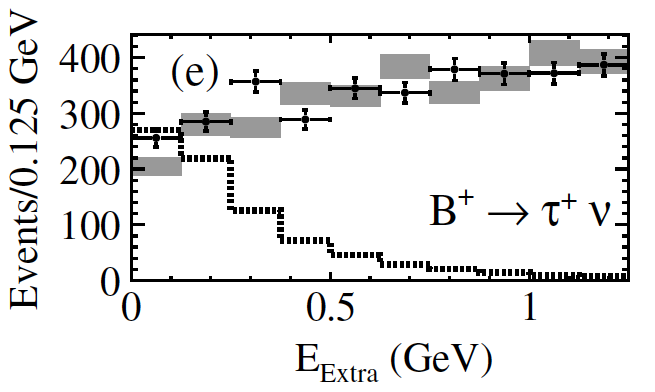 Events/0.125 GeV
400
300
200
100
0
(e)
B⁺ → τ⁺ ν
0 0.5 1
E_Extra (GeV)